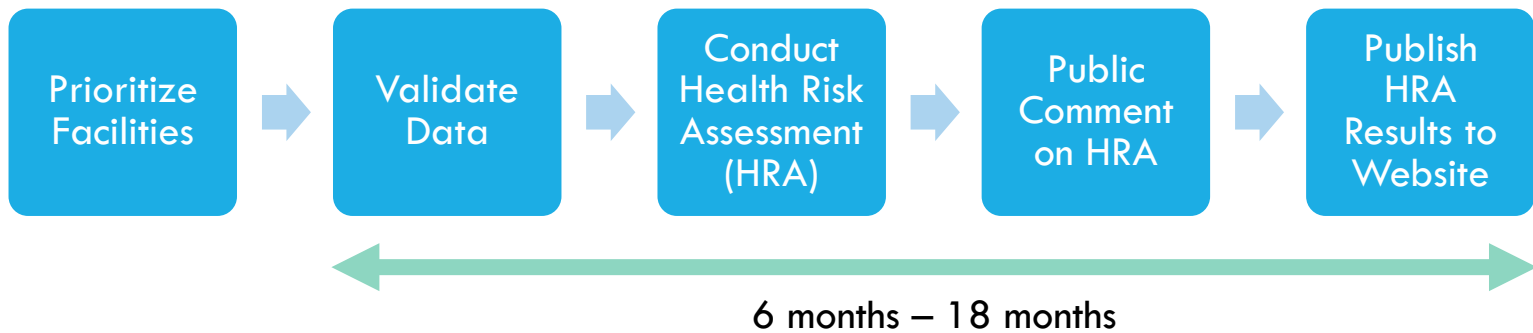 Prioritize
Facilities
Validate
Data
Conduct
Health Risk
Assessment
(HRA)
Public
Comment
on HRA
Publish
HRA
Results to
Website
6 months – 18 months